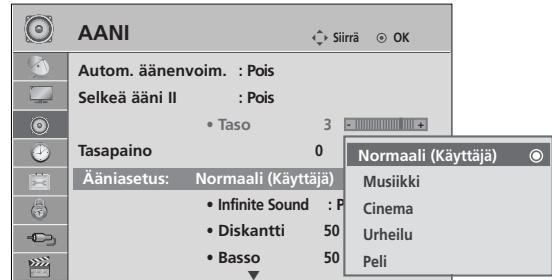 AANI
Siirrä OK
Autom. äänenvoim. : Pois
Selkeä ääni II : Pois
• Taso 3 - +
Tasapaino 0
Ääniasetus: Normaali (Käyttäjä)
• Infinite Sound : P
• Diskantti 50
• Basso 50
Normaali (Käyttäjä)
Musiikki
Cinema
Urheilu
Peli